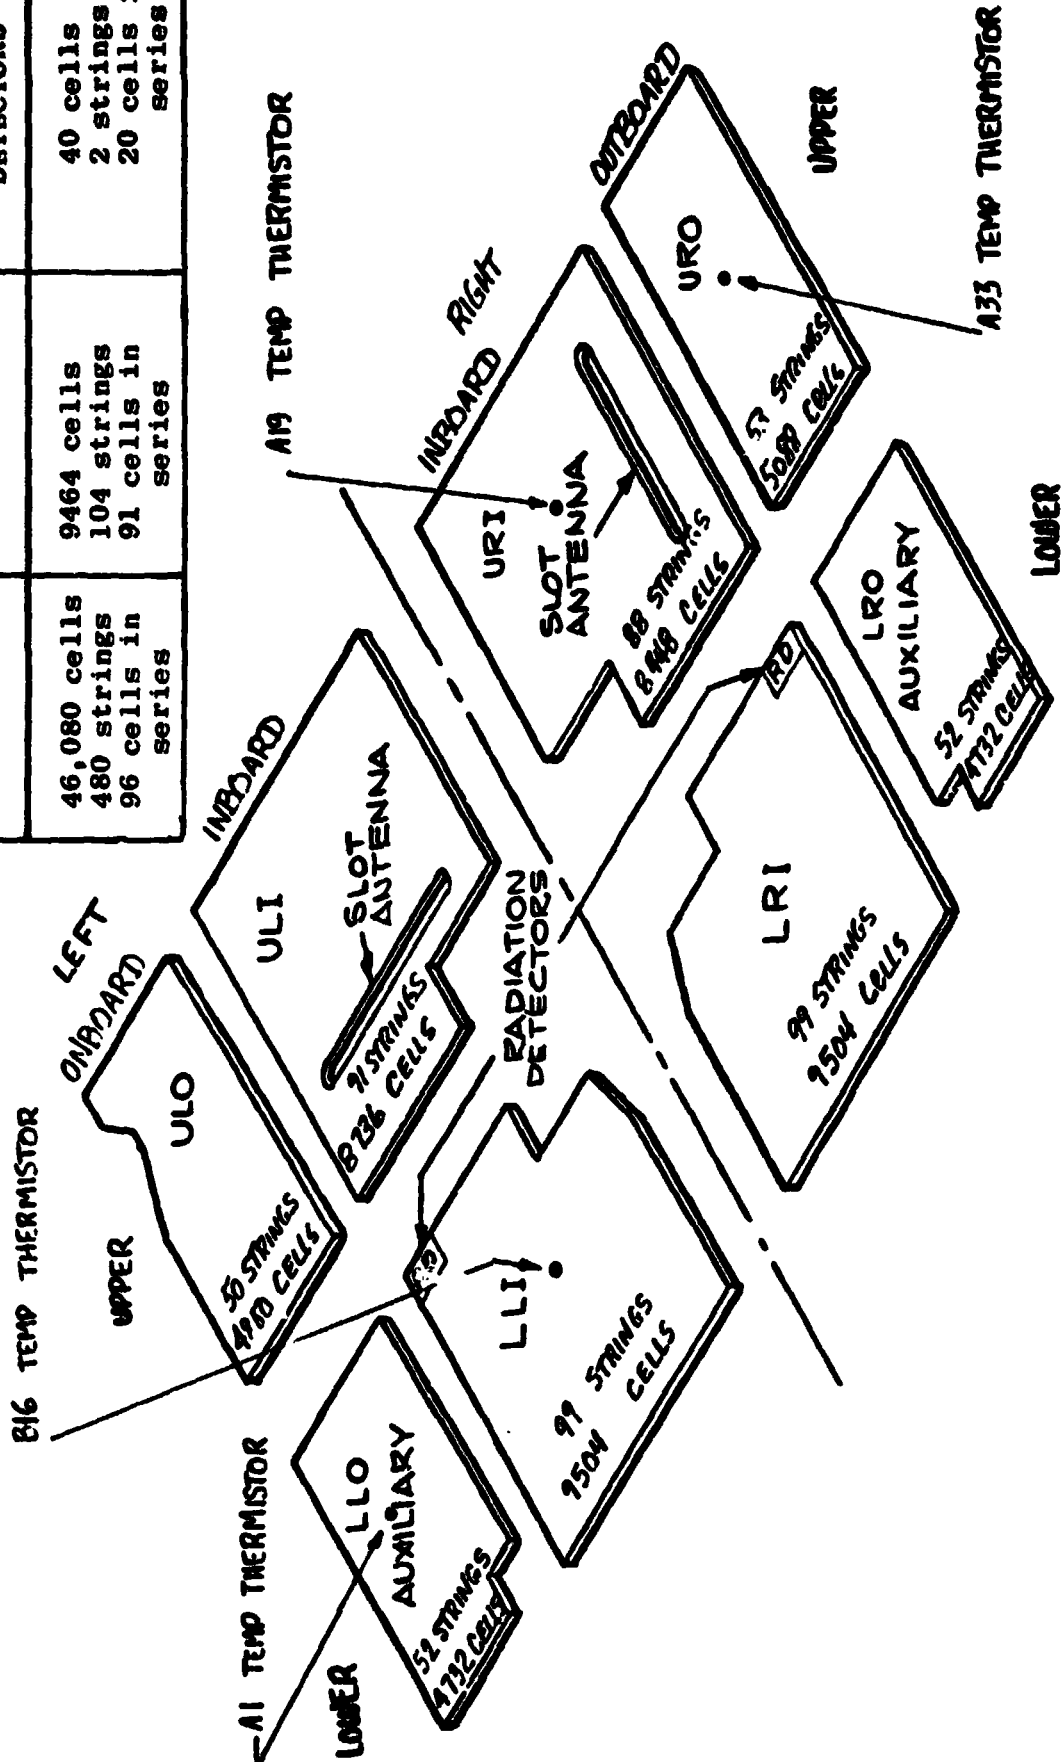 46,080 cells
480 strings
96 cells in
series
9464 cells
104 strings
91 cells in
series
40 cells
2 strings
20 cells
series
LEFT
ONBOARD
UPPER
ULO
50 STRINGS
CELLS
INBOARD
ULI
SLOT
ANTENNA
91 STRINGS
8736 CELLS
B16 TEMP THERMISTOR
A1 TEMP THERMISTOR
LLO
AUXILIARY
52 STRINGS
4732 CELLS
LOWER
LLI
99 STRINGS
9504 CELLS
RADIATION
DETECTORS
A19 TEMP THERMISTOR
RIGHT
INBOARD
URI
SLOT
ANTENNA
88 STRINGS
8448 CELLS
OUTBOARD
URO
53 STRINGS
5088 CELLS
UPPER
A33 TEMP THERMISTOR
RD
LRI
99 STRINGS
9504 CELLS
LRO
AUXILIARY
52 STRINGS
4732 CELLS
LOWER